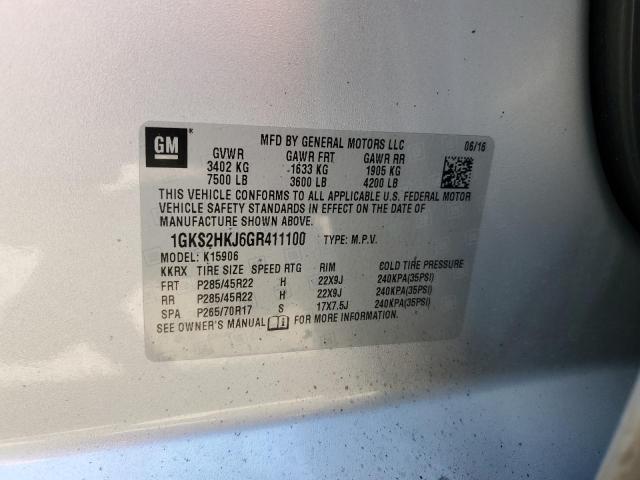 GM*
MFD BY GENERAL MOTORS LLC 06/16
GVWR GAWR FRT GAWR RR
3402 KG 1633 KG 1905 KG
7500 LB 3600 LB 4200 LB
THIS VEHICLE CONFORMS TO ALL APPLICABLE U.S. FEDERAL MOTOR
VEHICLE SAFETY STANDARDS IN EFFECT ON THE DATE OF
MANUFACTURE SHOWN ABOVE.
1GKS2HKJ6GR411100 TYPE: M.P.V.
MODEL: K15906
KKRX TIRE SIZE SPEED RTG RIM COLD TIRE PRESSURE
FRT P285/45R22 H 22X9J 240KPA(35PSI)
RR P285/45R22 H 22X9J 240KPA(35PSI)
SPA P265/70R17 S 17X7.5J 240KPA(35PSI)
SEE OWNER'S MANUAL FOR MORE INFORMATION.